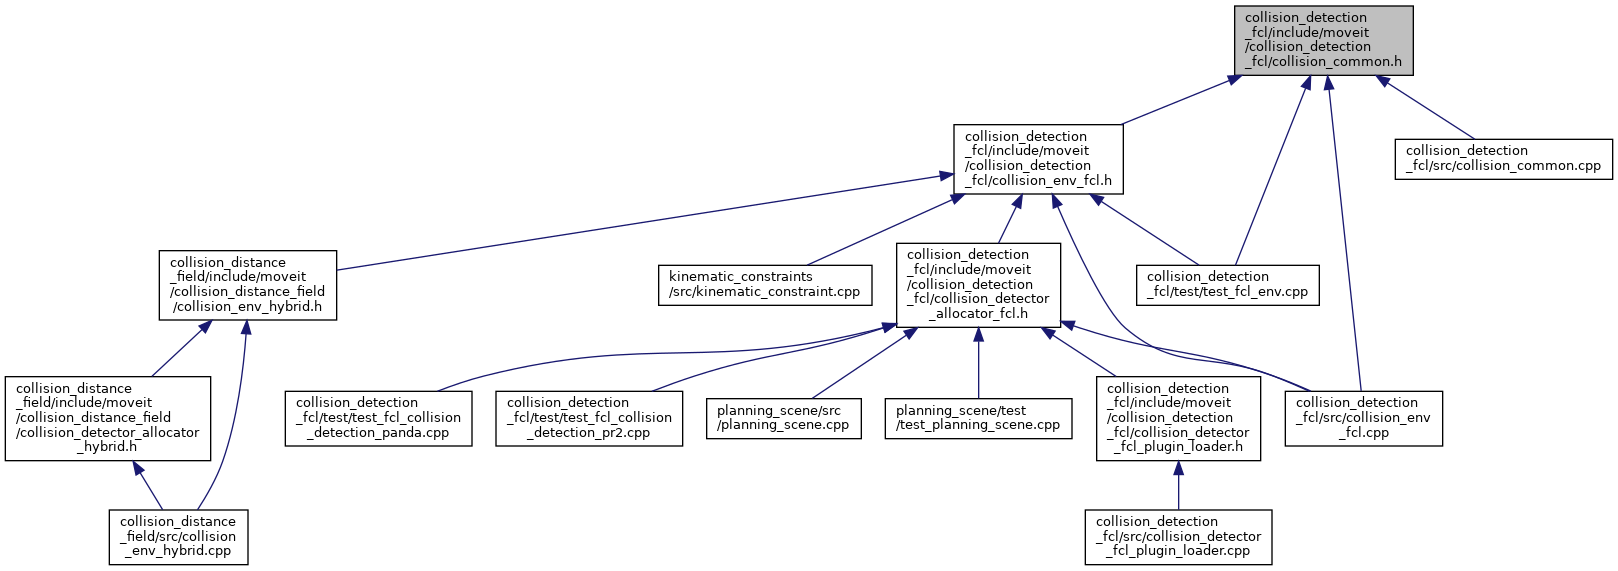 collision_detection
_fcl/include/moveit
/collision_detection
_fcl/collision_common.h
collision_detection
_fcl/include/moveit
/collision_detection
_fcl/collision_env_fcl.h
collision_detection
_fcl/src/collision_common.cpp
collision_distance
_field/include/moveit
/collision_distance_field
/collision_env_hybrid.h
kinematic_constraints
/src/kinematic_constraint.cpp
collision_detection
_fcl/include/moveit
/collision_detection
_fcl/collision_detector
_allocator_fcl.h
collision_detection
_fcl/test/test_fcl_env.cpp
collision_distance
_field/include/moveit
/collision_distance_field
/collision_detector_allocator
_hybrid.h
collision_detection
_fcl/test/test_fcl_collision
_detection_panda.cpp
collision_detection
_fcl/test/test_fcl_collision
_detection_pr2.cpp
planning_scene/src
/planning_scene.cpp
planning_scene/test
/test_planning_scene.cpp
collision_detection
_fcl/include/moveit
/collision_detection
_fcl/collision_detector
_fcl_plugin_loader.h
collision_detection
_fcl/src/collision_env
_fcl.cpp
collision_distance
_field/src/collision
_env_hybrid.cpp
collision_detection
_fcl/src/collision_detector
_fcl_plugin_loader.cpp